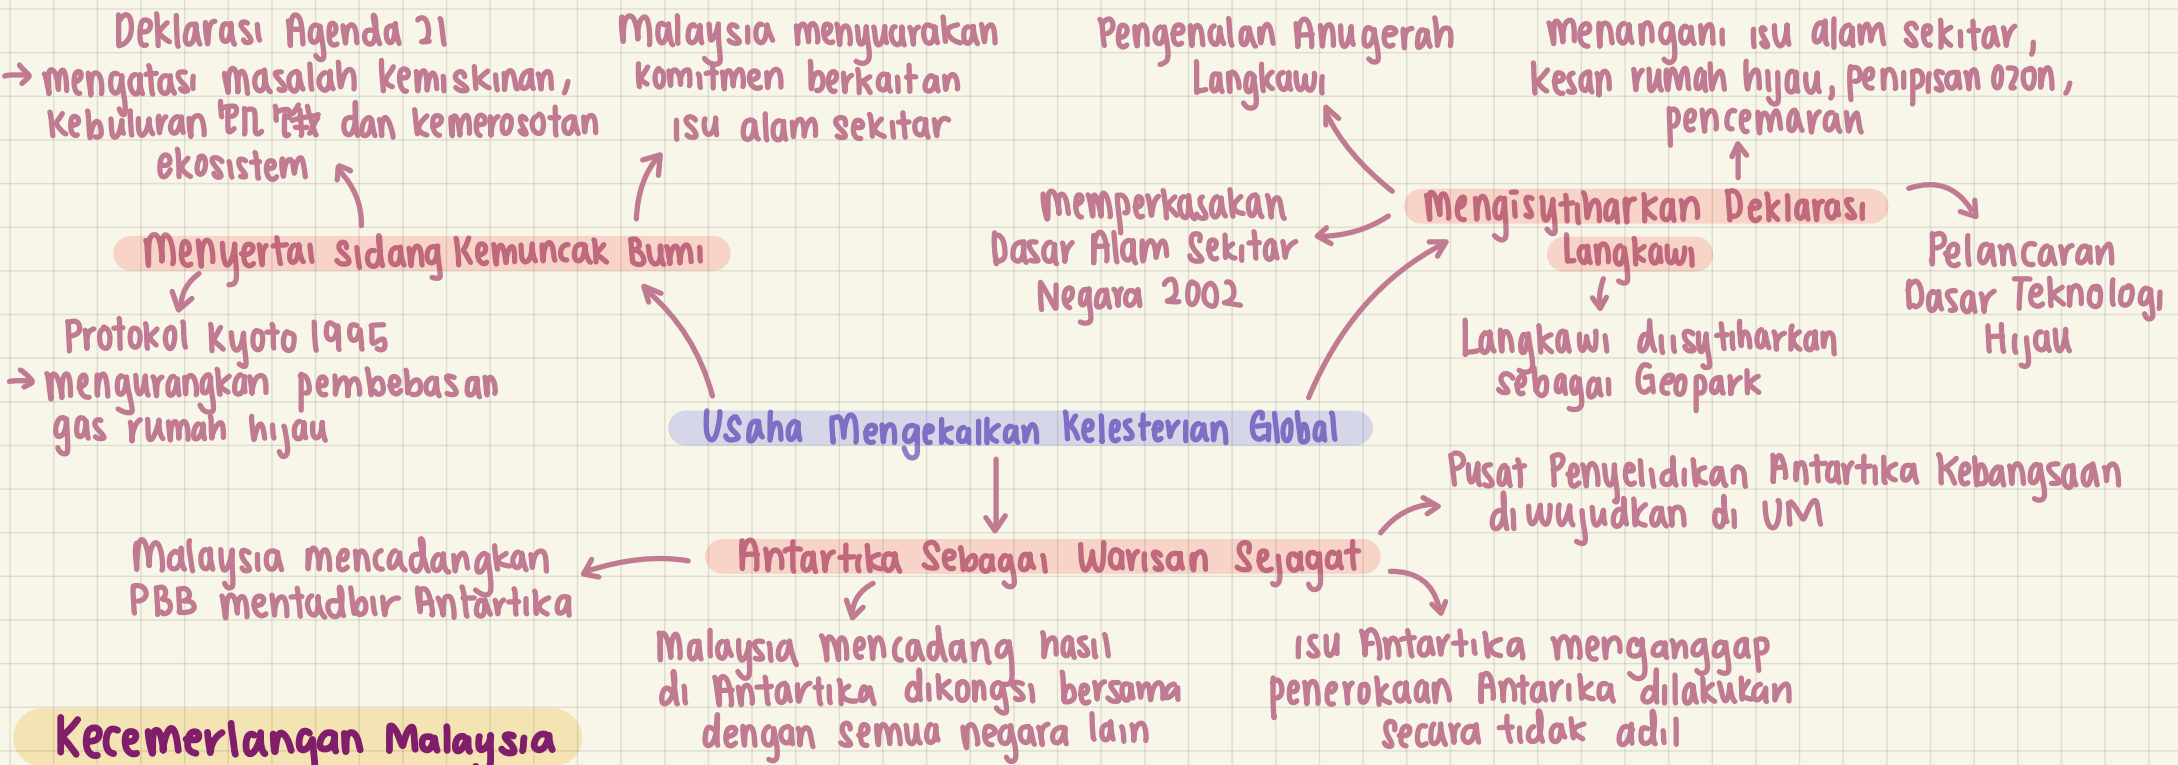 Deklarasi Agenda 21
→ mengatasi masalah kemiskinan,
kebuluran dan kemerosotan
ekosistem
Malaysia menyuarakan
komitmen berkaitan
isu alam sekitar
Pengenalan Anugerah
Langkawi
menangani isu alam sekitar,
kesan rumah hijau, penipisan ozon,
pencemaran
memperkasakan
Dasar Alam Sekitar
Negara 2002
Mengisytiharkan Deklarasi
Langkawi
Pelancaran
Dasar Teknologi
Hijau
Langkawi diisytiharkan
sebagai Geopark
Menyertai sidang Kemuncak Bumi
Protokol Kyoto 1995
→ mengurangkan pembebasan
gas rumah hijau
Usaha Mengekalkan Kelesterian Global
Pusat Penyelidikan Antartika Kebangsaan
di wujudkan di UM
Antartika Sebagai Warisan Sejagat
Malaysia mencadangkan
PBB mentadbir Antartika
Malaysia mencadang hasil
di Antartika dikongsi bersama
dengan semua negara lain
isu Antartika menganggap
penerokaan Antarika dilakukan
secara tidak adil
Kecemerlangan Malaysia